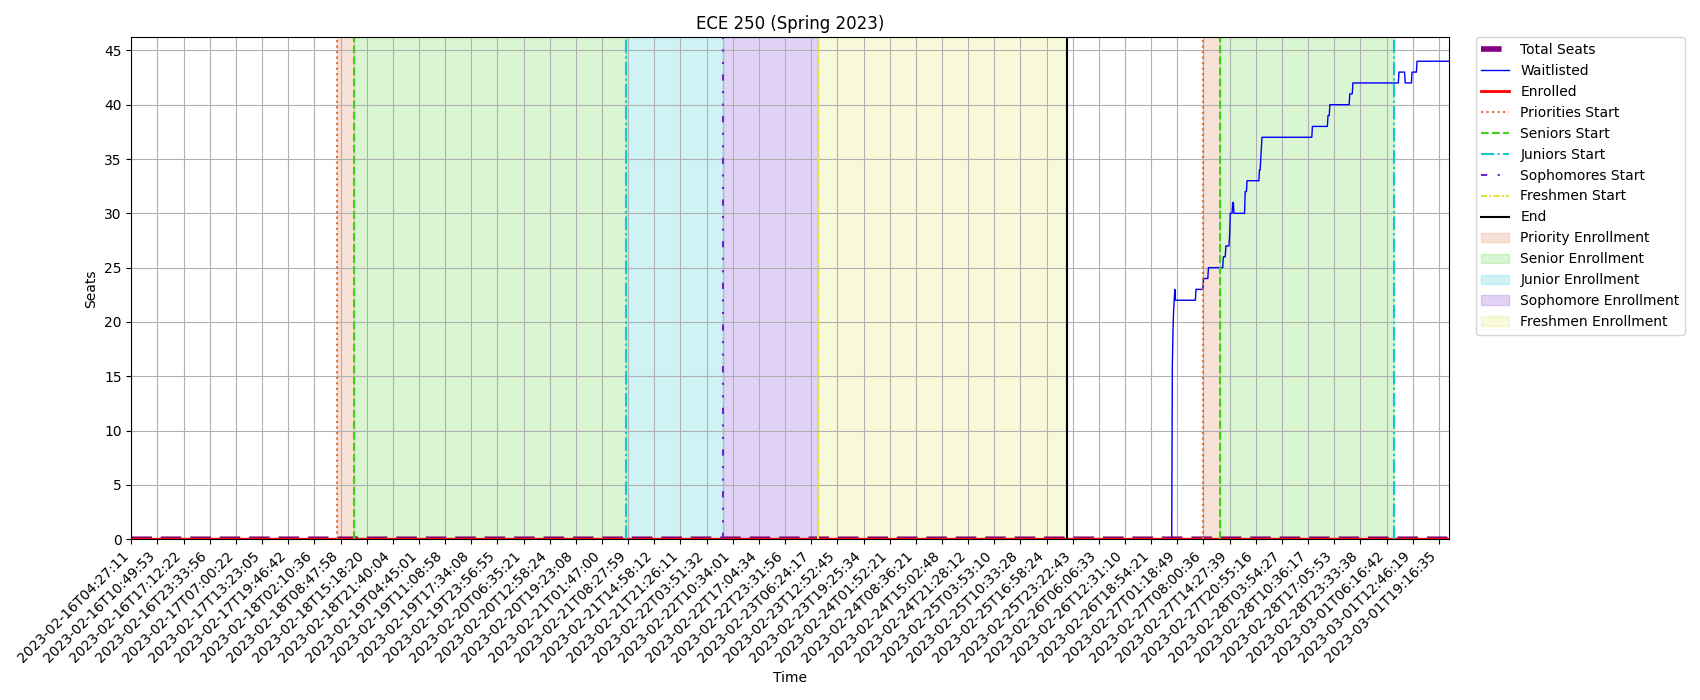 ECE 250 (Spring 2023)
45
40
35
30
25
20
15
10
5
0
Seats
2023-02-16T04:27:11
2023-02-16T10:49:53
2023-02-16T17:12:22
2023-02-16T23:33:56
2023-02-17T07:00:22
2023-02-17T13:23:05
2023-02-17T19:46:42
2023-02-18T02:10:36
2023-02-18T08:47:58
2023-02-18T15:18:20
2023-02-18T21:40:04
2023-02-19T04:45:01
2023-02-19T11:08:58
2023-02-19T17:34:08
2023-02-19T23:56:55
2023-02-20T06:35:21
2023-02-20T12:58:24
2023-02-20T19:23:08
2023-02-21T01:47:00
2023-02-21T08:27:59
2023-02-21T14:58:12
2023-02-21T21:26:11
2023-02-22T03:51:32
2023-02-22T10:34:01
2023-02-22T17:04:34
2023-02-22T23:31:56
2023-02-23T06:24:17
2023-02-23T12:52:45
2023-02-23T19:25:34
2023-02-24T01:52:21
2023-02-24T08:36:21
2023-02-24T15:02:48
2023-02-24T21:28:12
2023-02-25T03:53:10
2023-02-25T10:33:28
2023-02-25T16:58:24
2023-02-25T23:22:43
2023-02-26T06:06:33
2023-02-26T12:31:10
2023-02-26T18:54:21
2023-02-27T01:18:49
2023-02-27T08:00:36
2023-02-27T14:27:39
2023-02-27T20:55:16
2023-02-28T03:54:27
2023-02-28T10:36:17
2023-02-28T17:05:53
2023-02-28T23:33:38
2023-03-01T06:16:42
2023-03-01T12:46:19
2023-03-01T19:16:35
Time
Total Seats
Waitlisted
Enrolled
Priorities Start
Seniors Start
Juniors Start
Sophomores Start
Freshmen Start
End
Priority Enrollment
Senior Enrollment
Junior Enrollment
Sophomore Enrollment
Freshmen Enrollment